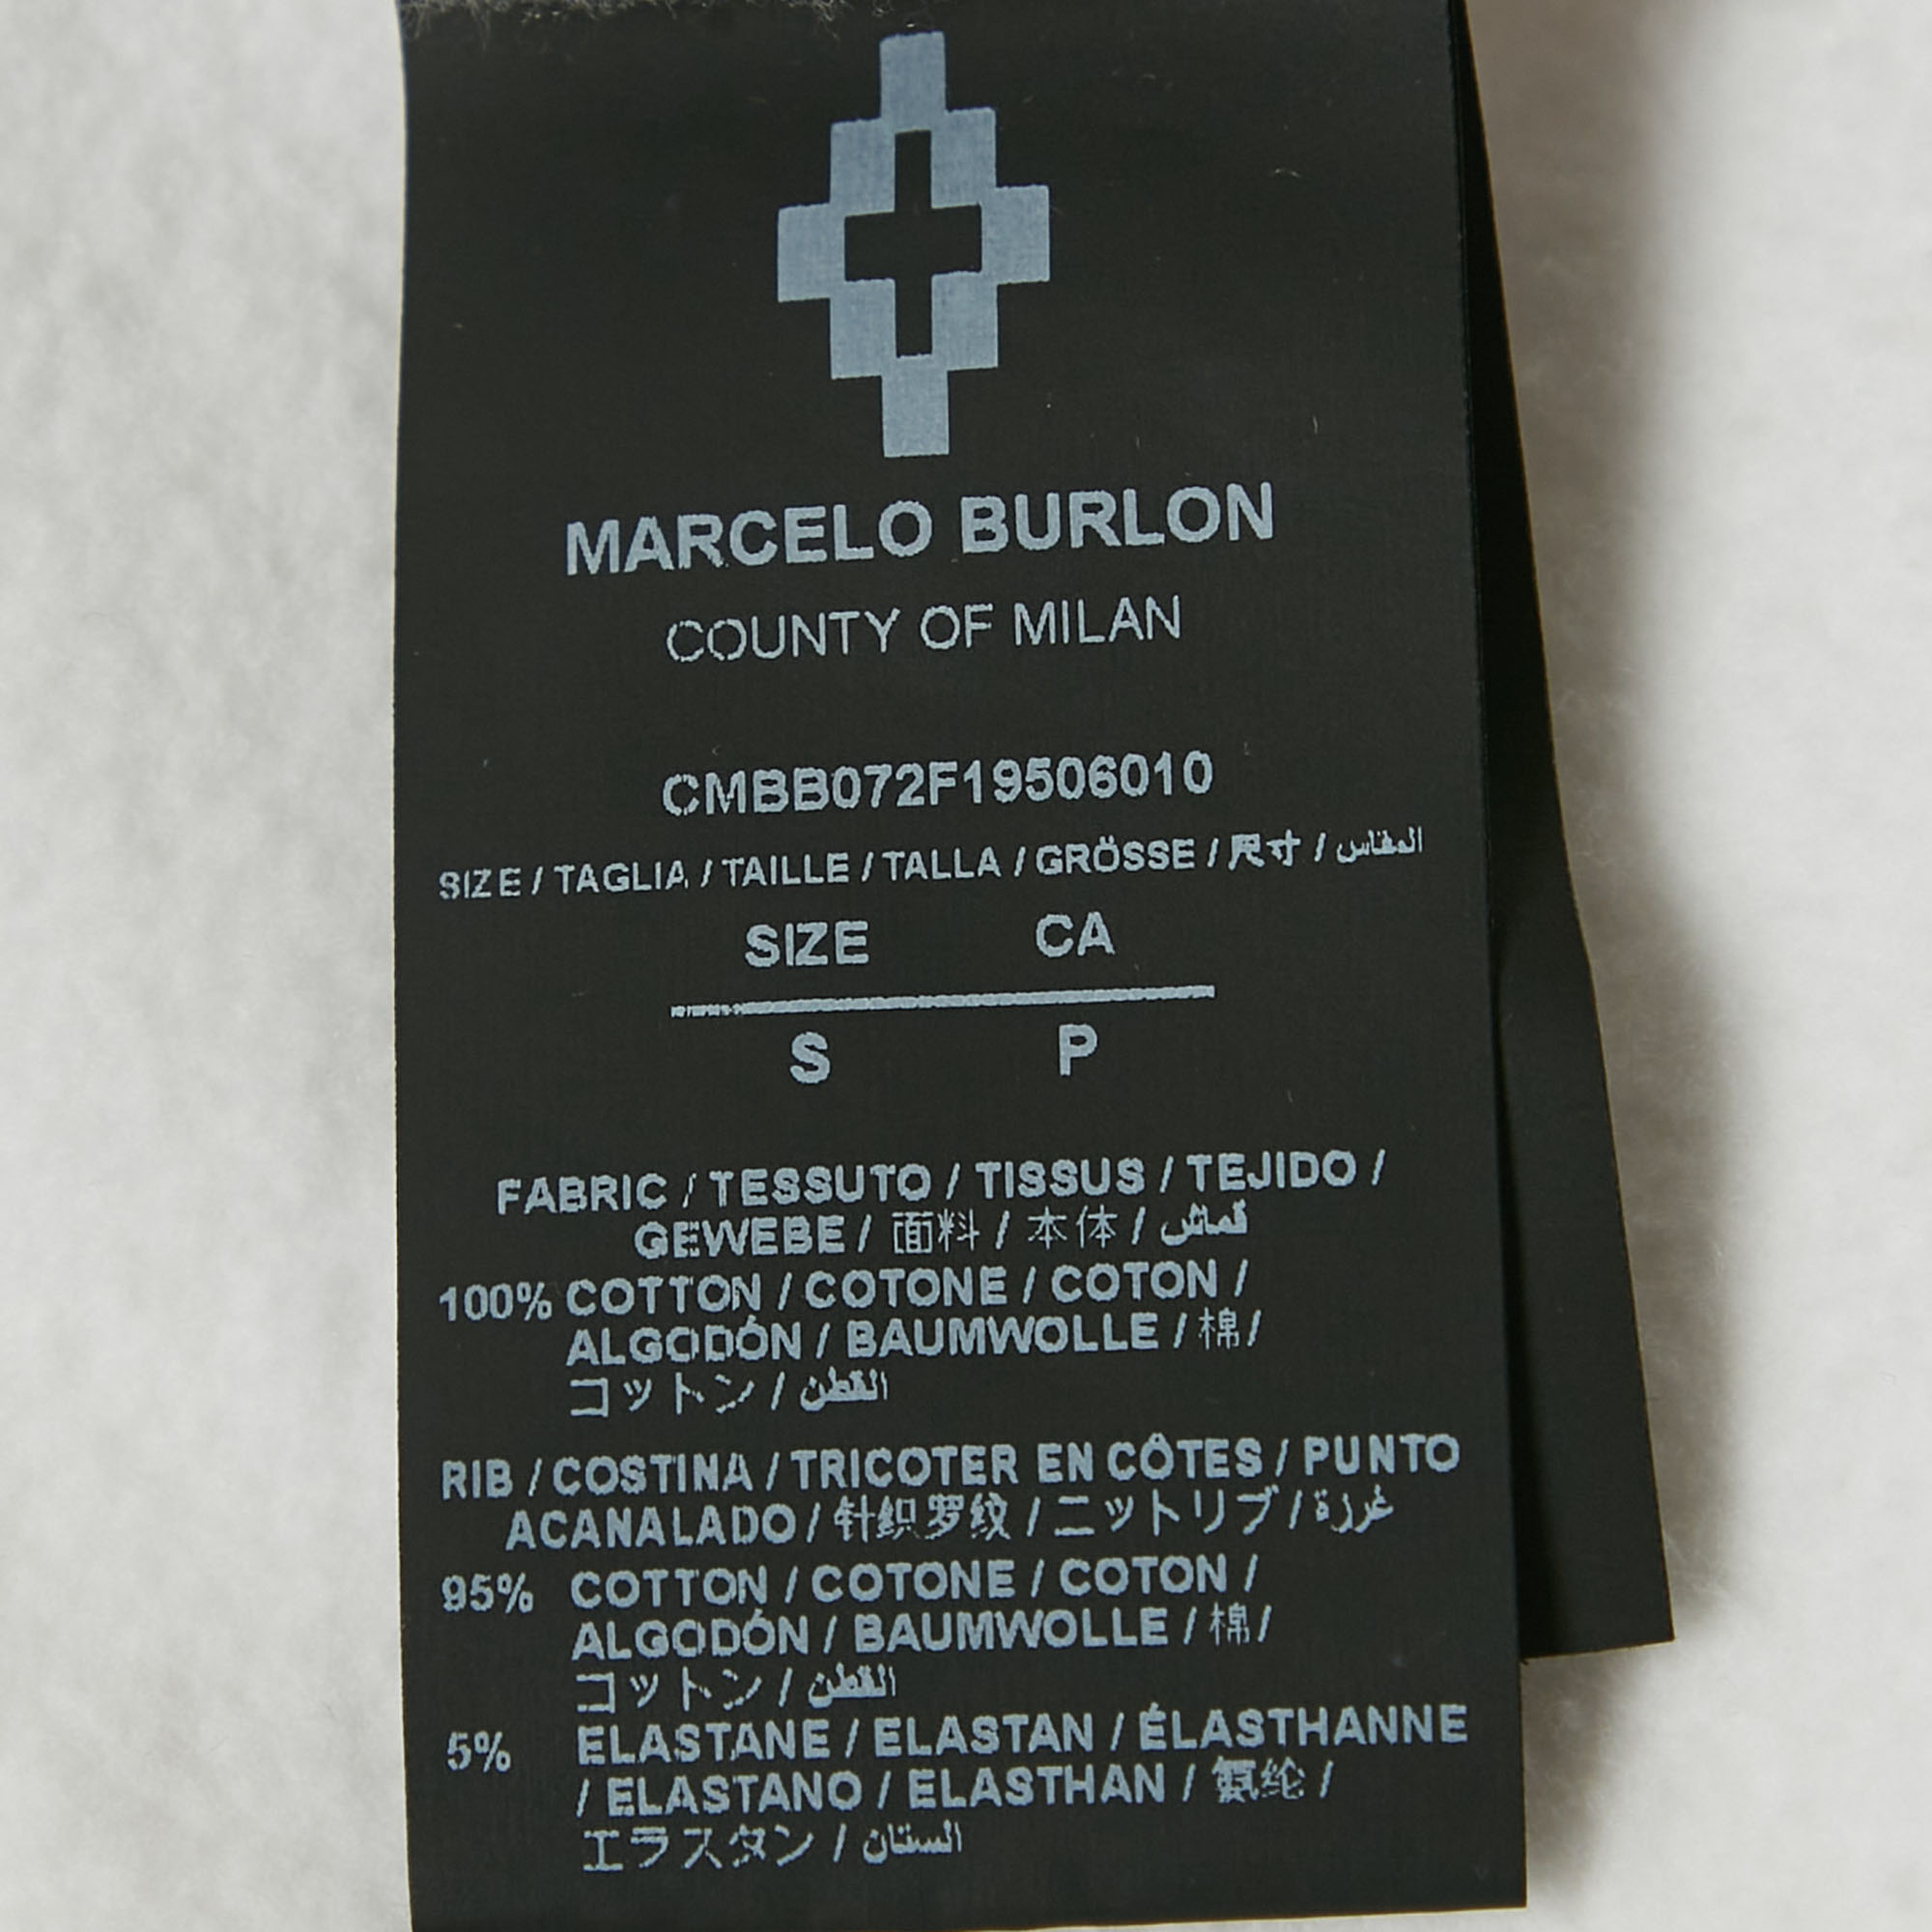 MARCELO BURLON
COUNTY OF MILAN
CMBB072F19506010
SIZE / TAGLIA / TAILLE / TALLA / GRÖSSE / 尺寸 / المقاس
SIZE CA
S P
FABRIC / TESSUTO / TISSUS / TEJIDO /
GEWEBE / 面料 / 本体 / قماش
100% COTTON / COTONE / COTON /
ALGODÓN / BAUMWOLLE / 棉 /
コットン / القطن
RIB / COSTINA / TRICOTER EN CÔTES / PUNTO
ACANALADO / 针织罗纹 / ニットリブ / غرزة
95% COTTON / COTONE / COTON /
ALGODÓN / BAUMWOLLE / 棉 /
コットン / القطن
5% ELASTANE / ELASTAN / ÉLASTHANNE
/ ELASTANO / ELASTHAN / 氨纶 /
エラスタン / الستان